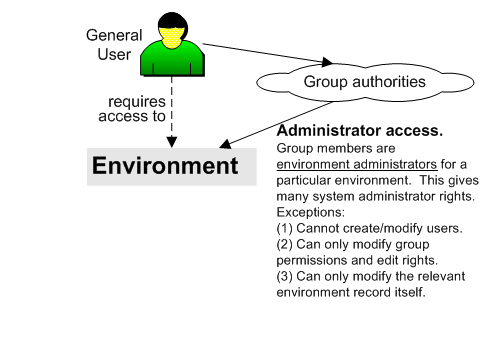 General
User
Group authorities
requires
access to
Environment
Administrator access.
Group members are
environment administrators for a
particular environment.  This gives
many system administrator rights.
Exceptions:
(1) Cannot create/modify users.
(2) Can only modify group
permissions and edit rights.
(3) Can only modify the relevant
environment record itself.